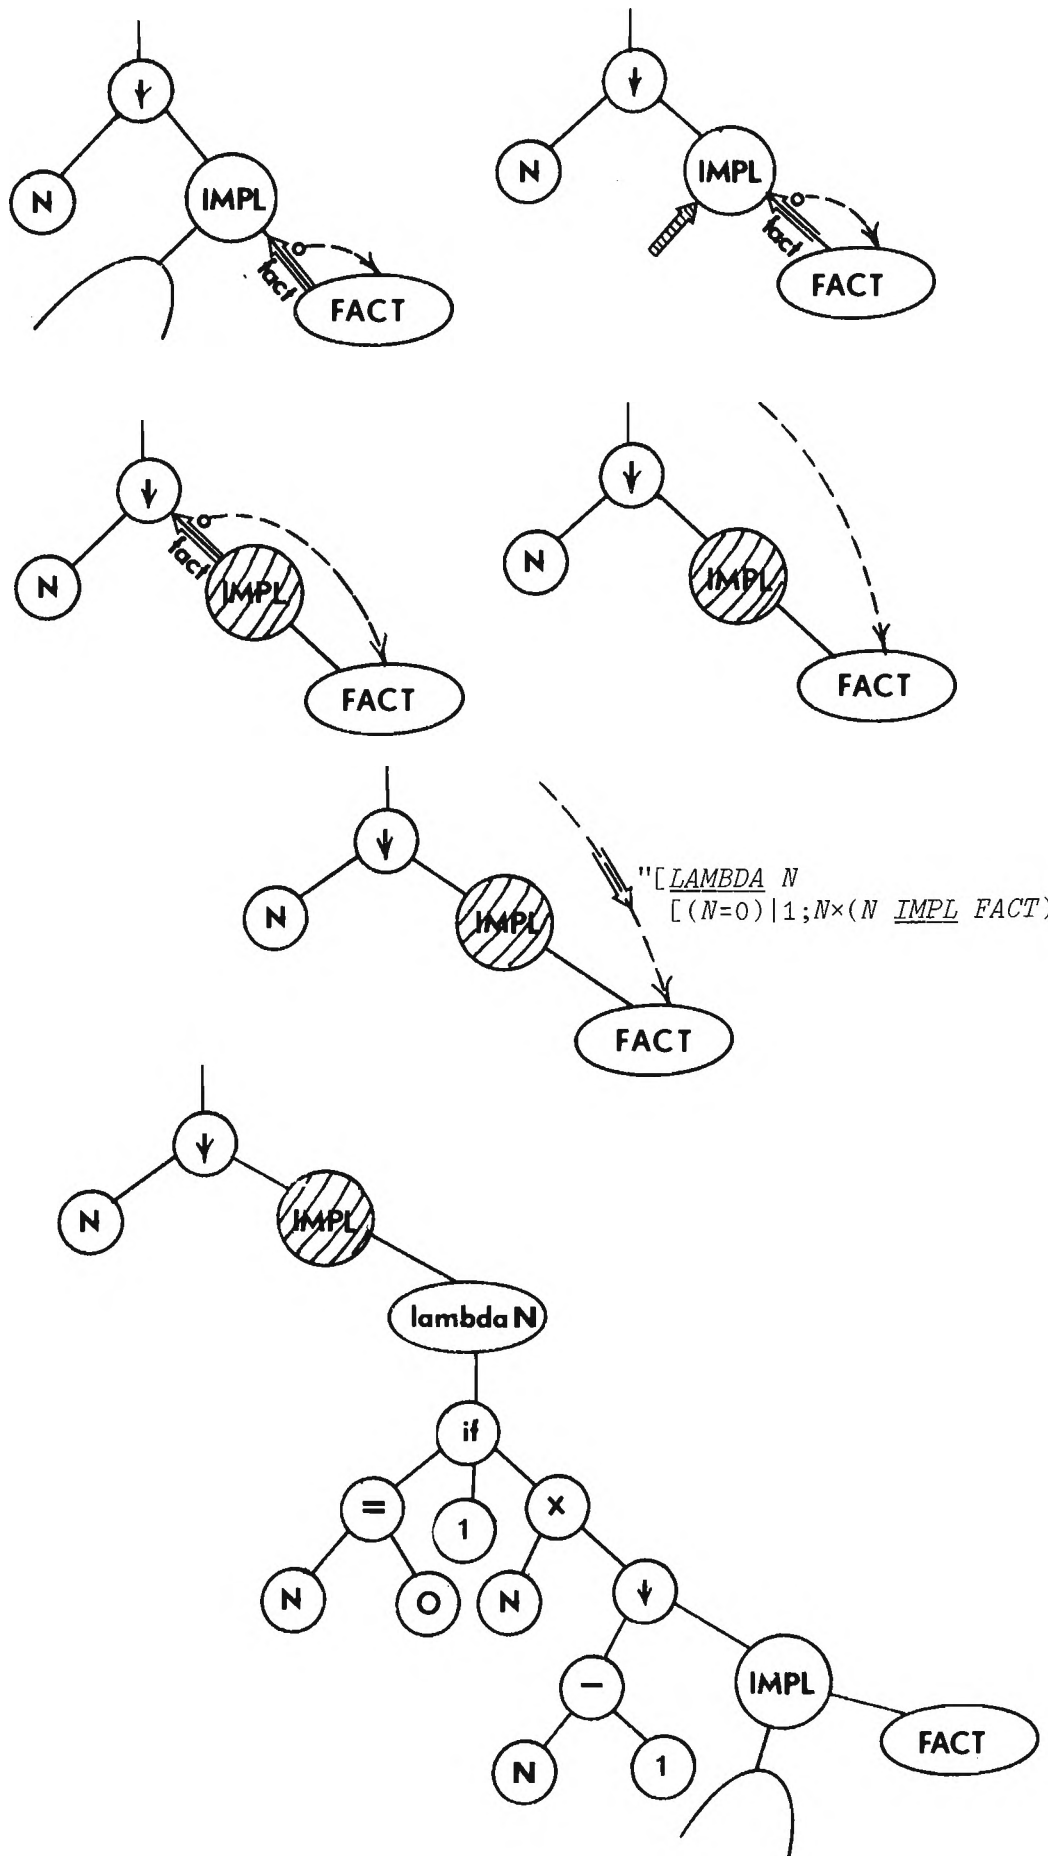 ↓
↓
N
IMPL
N
IMPL
fact
FACT
fact
FACT
↓
↓
N
fact
IMPL
N
IMPL
FACT
FACT
↓
N
IMPL
"[LAMBDA N
[(N=0)|1;N×(N IMPL FACT)
FACT
↓
N
IMPL
lambda N
if
=
1
×
N
O
N
↓
−
IMPL
N
1
FACT